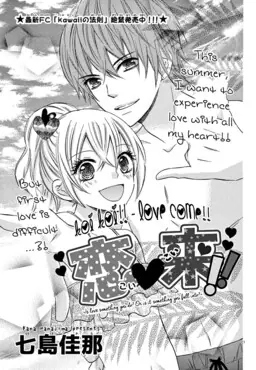 ★最新FC「Kawaiiの法則」絶賛発売中!!!★
This
summer,
I want to
experience
love with
all
my
heart!!
But
first
love is
difficult
...?!
koi koi!! - love come!!
恋♥来!!
こい
七島佳那